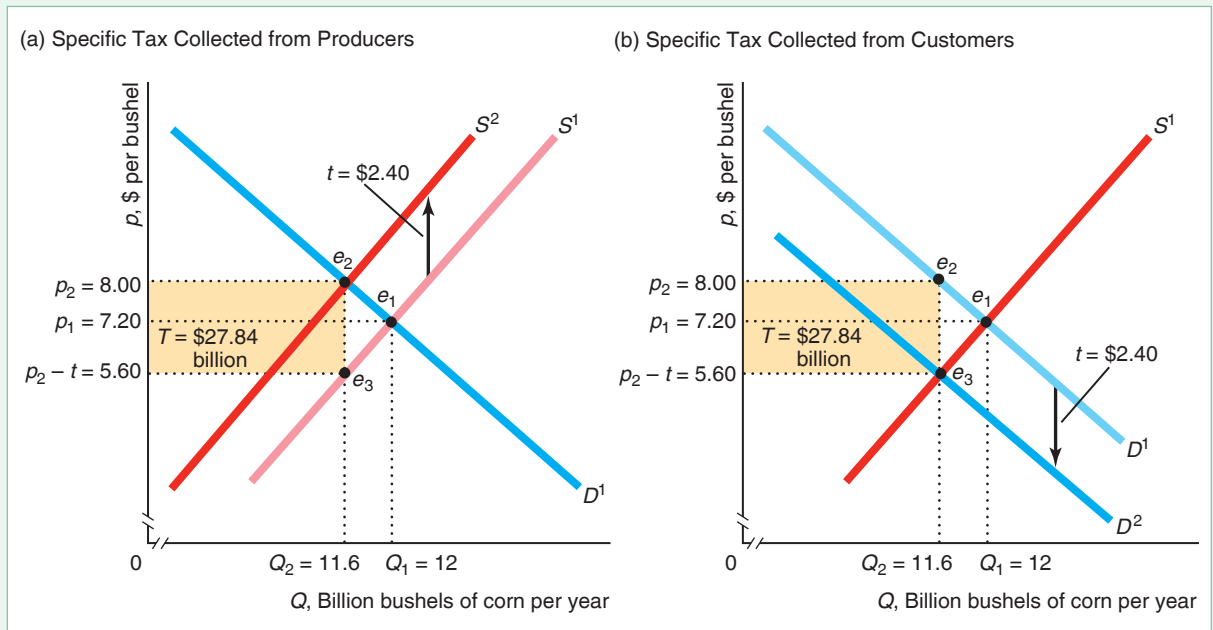 (a) Specific Tax Collected from Producers
p, $ per bushel
S²
S¹
t = $2.40
e₂
e₁
p₂ = 8.00
p₁ = 7.20
T = $27.84
billion
p₂ – t = 5.60
e₃
D¹
0
Q₂ = 11.6
Q₁ = 12
Q, Billion bushels of corn per year
(b) Specific Tax Collected from Customers
p, $ per bushel
S¹
e₂
e₁
p₂ = 8.00
p₁ = 7.20
T = $27.84
billion
t = $2.40
p₂ – t = 5.60
e₃
D¹
D²
0
Q₂ = 11.6
Q₁ = 12
Q, Billion bushels of corn per year